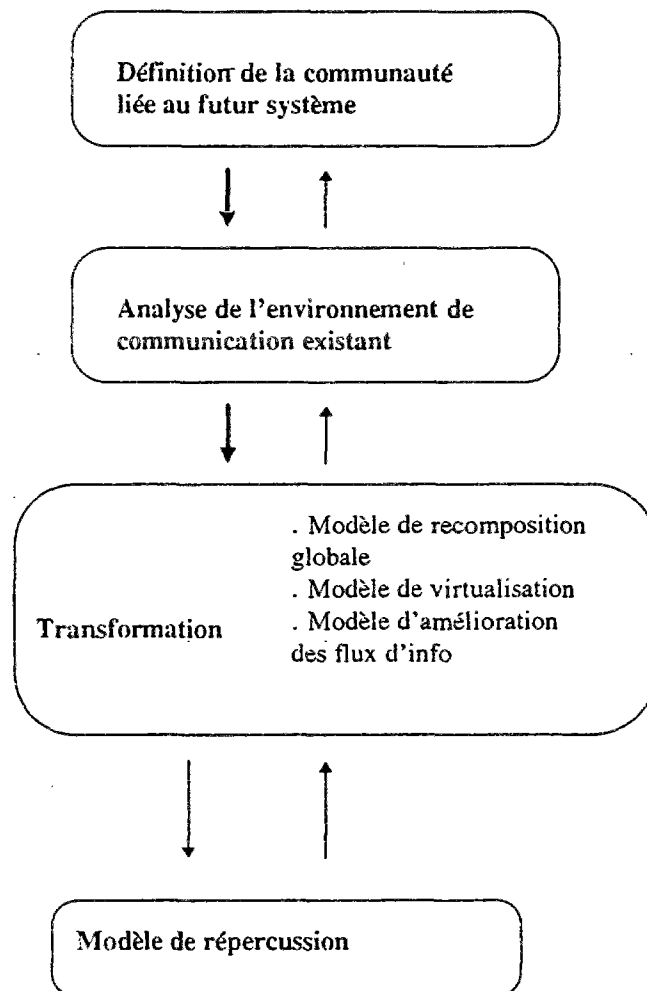 Définition de la communauté
liée au futur système
Analyse de l'environnement de
communication existant
Transformation
. Modèle de recomposition
globale
. Modèle de virtualisation
. Modèle d'amélioration
des flux d'info
Modèle de répercussion